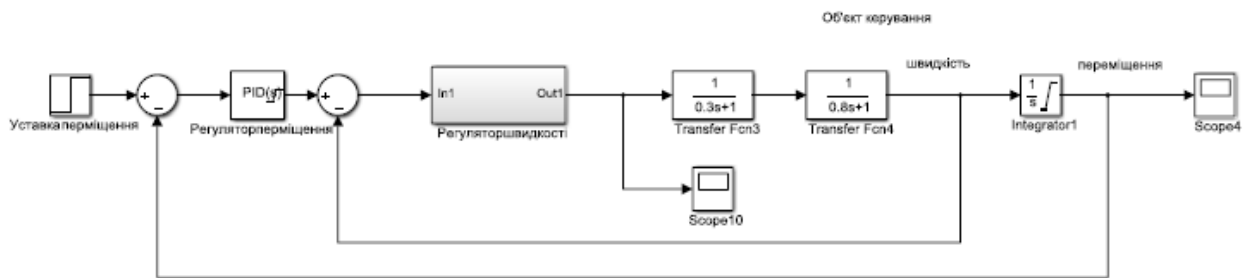 Об'єкт керування
швидкість
переміщення
+
−
PID(s)
+
−
In1
Out1
1
0.3s+1
1
0.8s+1
1
s
Уставкаперміщення
Регуляторперміщення
Регуляторшвидкості
Transfer Fcn3
Transfer Fcn4
Integrator1
Scope4
Scope10